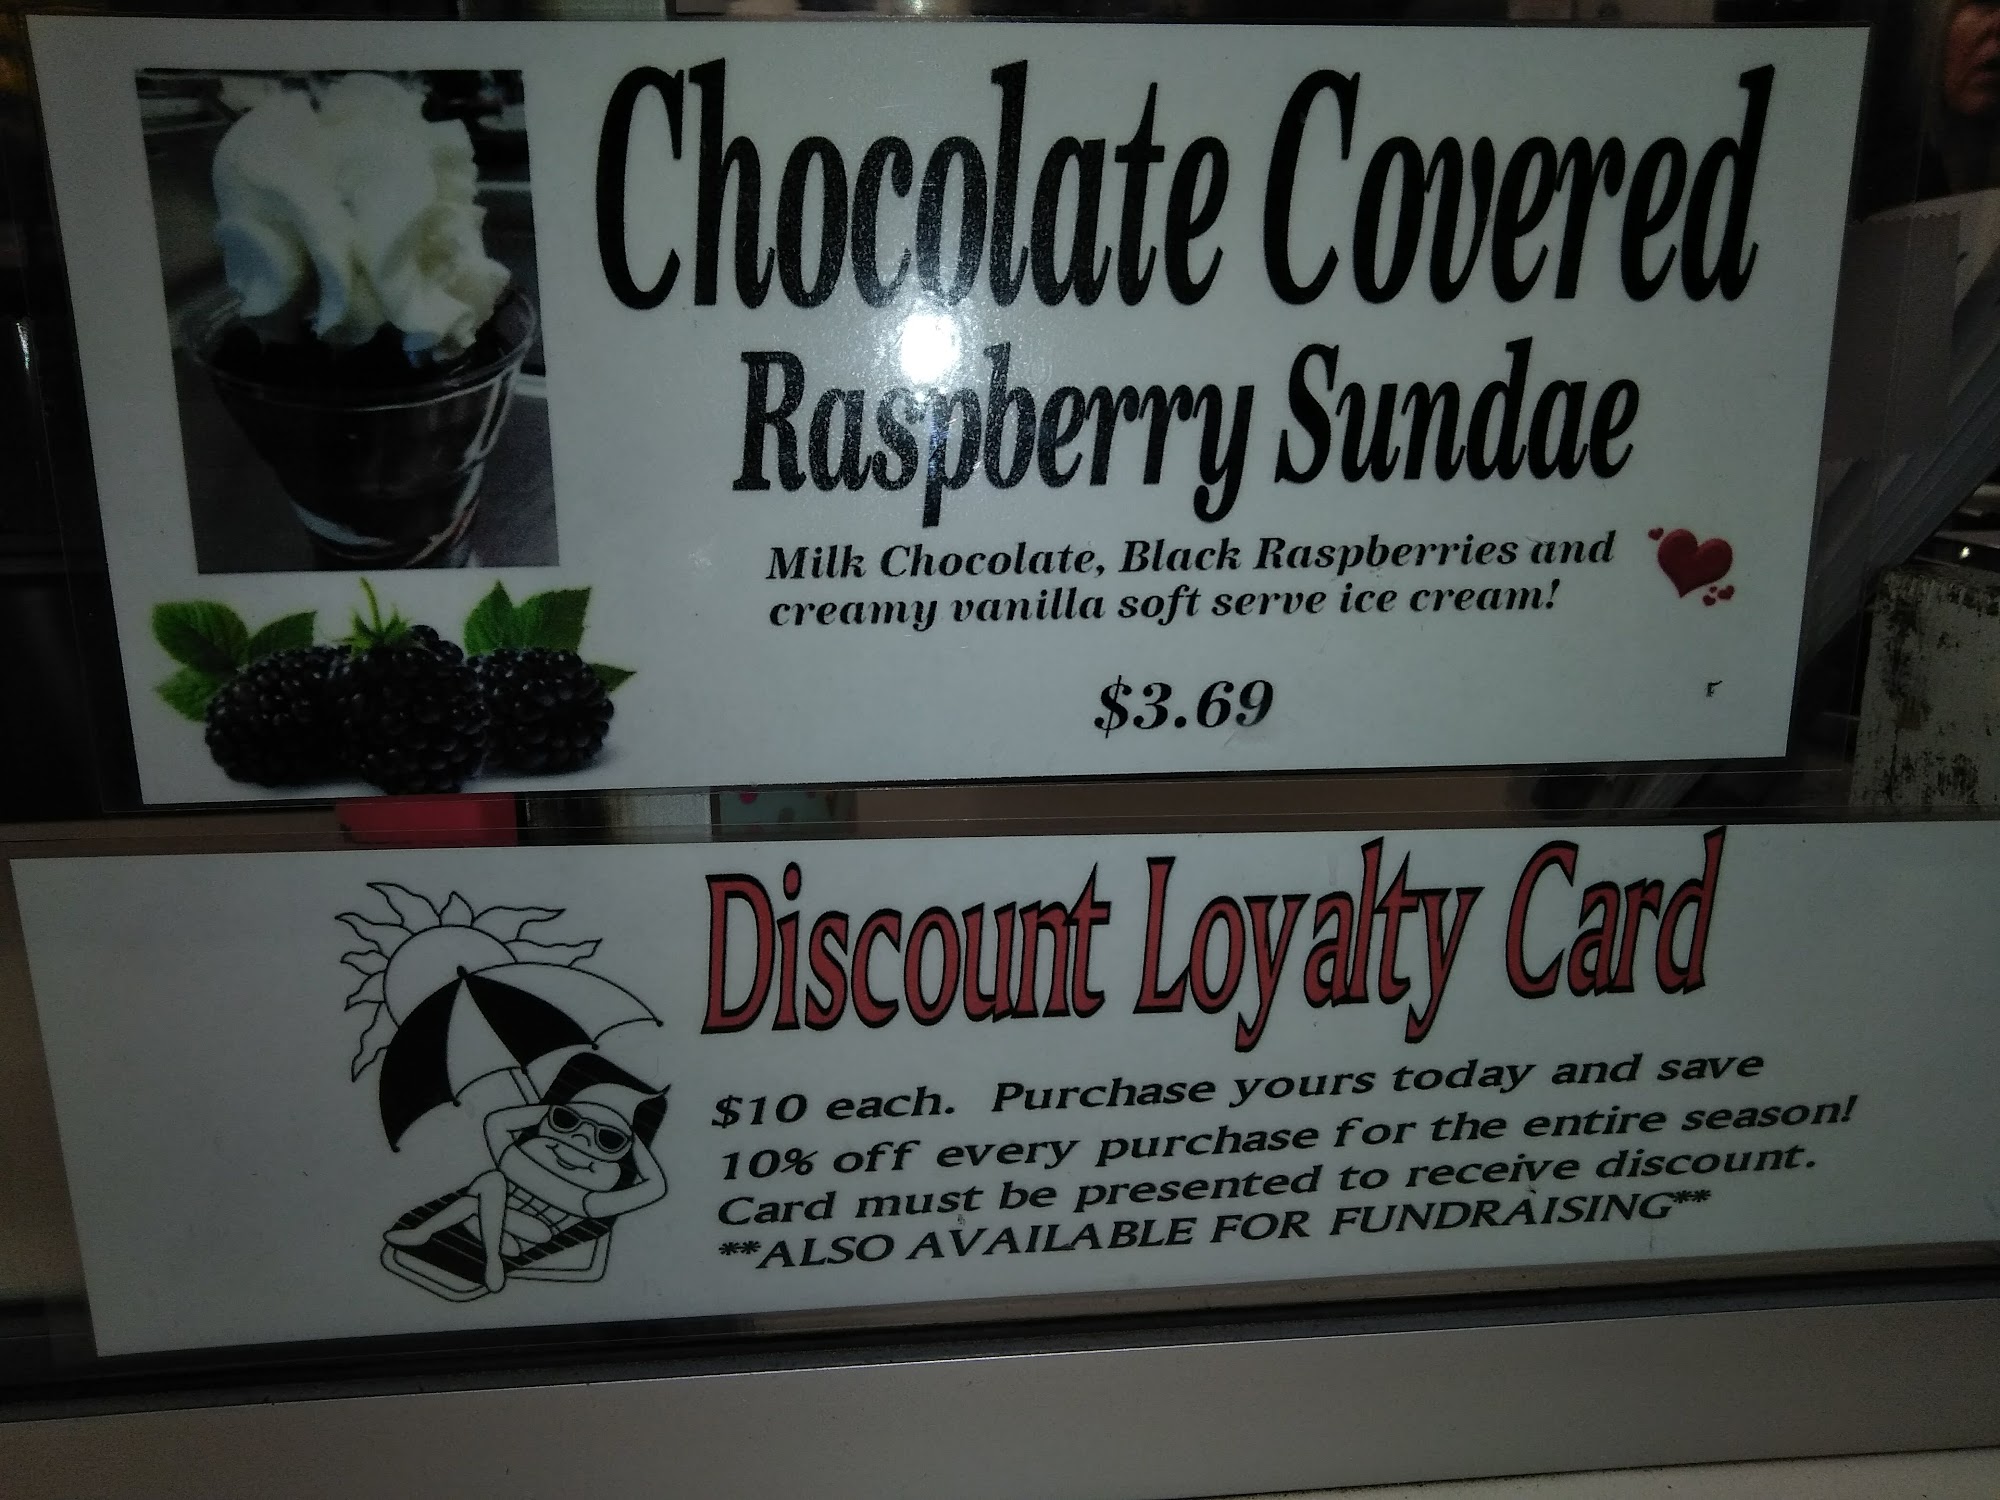 Chocolate Covered
Raspberry Sundae
Milk Chocolate, Black Raspberries and
creamy vanilla soft serve ice cream!
$3.69
Discount Loyalty Card
$10 each. Purchase yours today and save
10% off every purchase for the entire season!
Card must be presented to receive discount.
**ALSO AVAILABLE FOR FUNDRAISING**